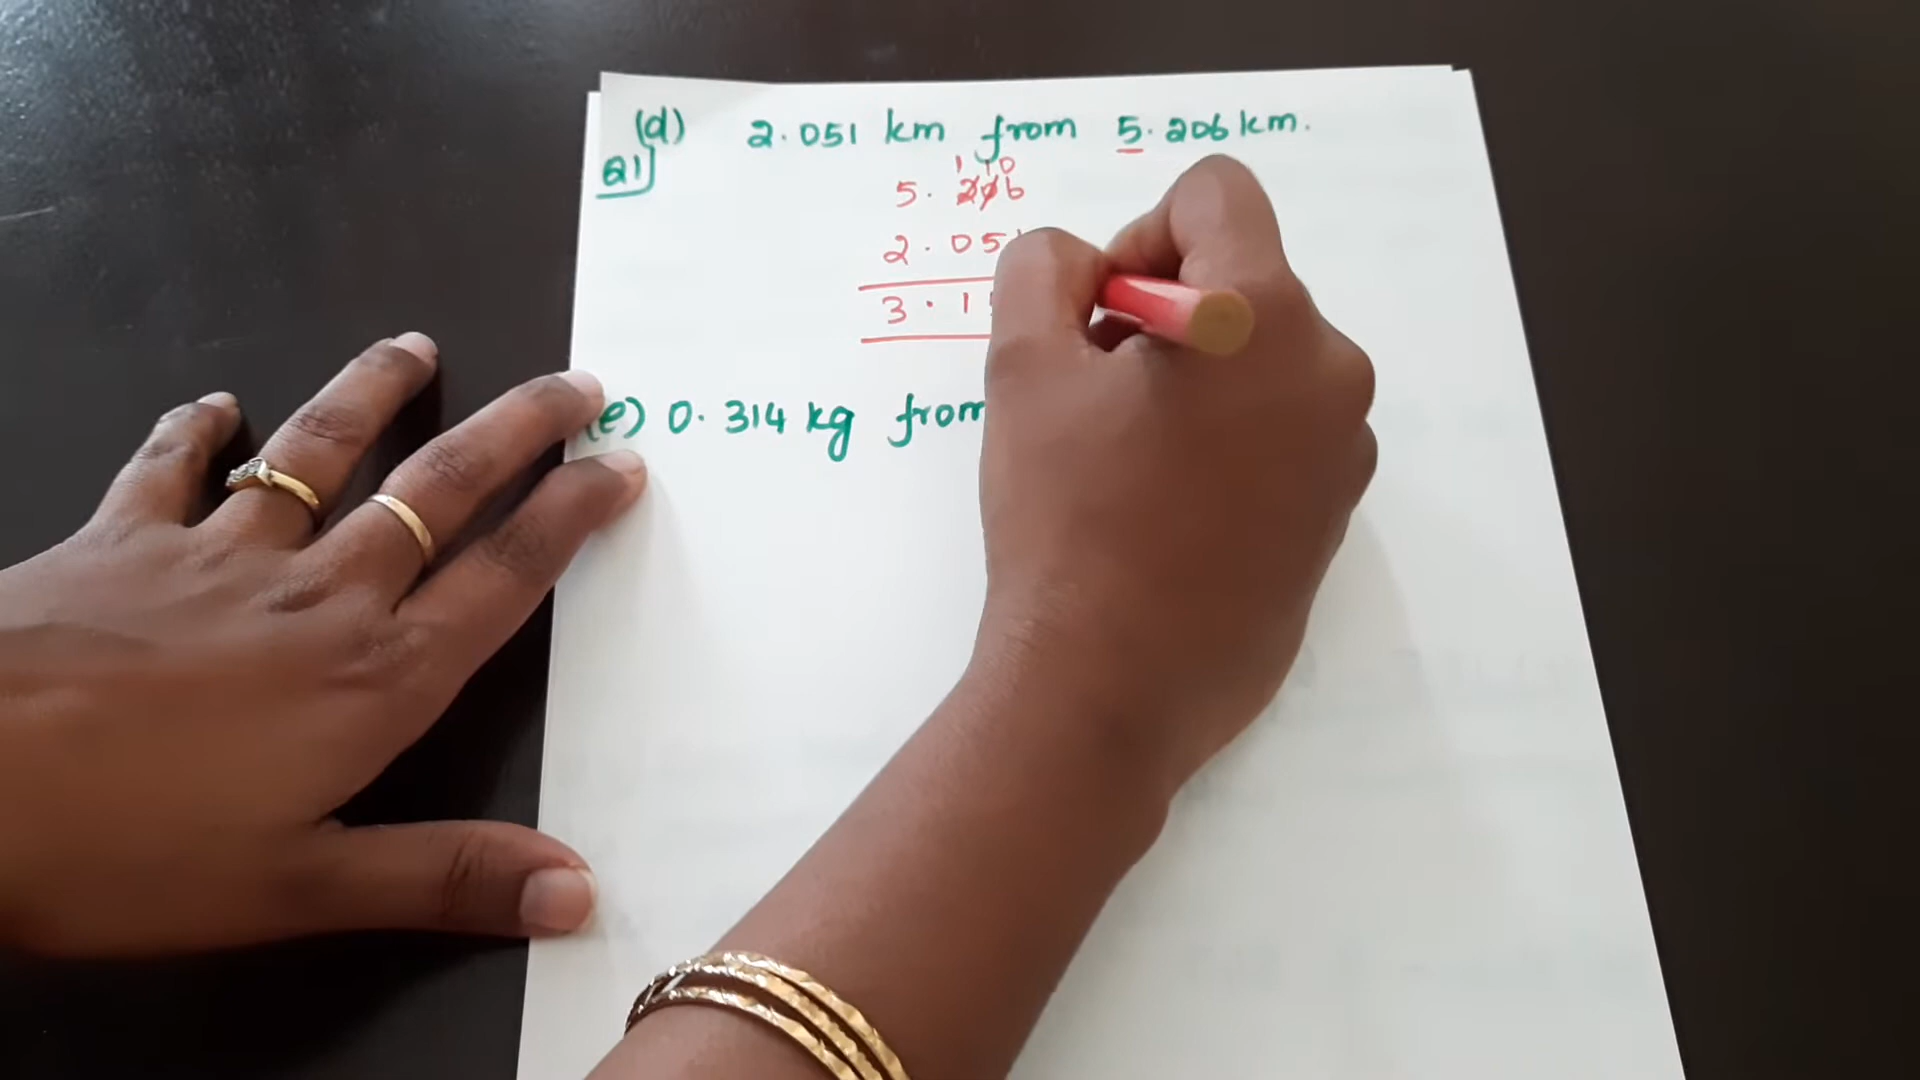 (d) 2.051 km from 5.206 km.
a)
1 10
5.206
2.05
3.1
(e) 0.314 kg from